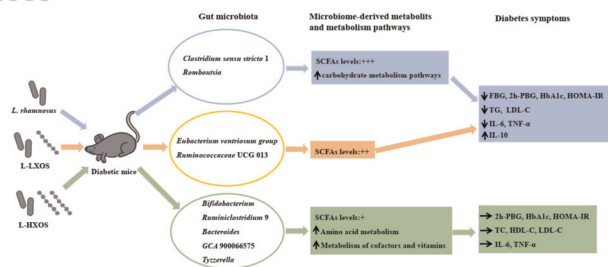 Gut microbiota
Microbiome-derived metabolits
and metabolism pathways
Diabetes symptoms
Clostridium sensu stricto 1
Romboutsia
SCFAs levels:+++
↑carbohydrate metabolism pathways
L. rhamnosus
L-LXOS
L-HXOS
Diabetic mice
Eubacterium ventriosum group
Ruminococcaceae UCG 013
SCFAs levels:++
↓ FBG, 2h-PBG, HbA1c, HOMA-IR
↓TG, LDL-C
↓IL-6, TNF-α
↑IL-10
Bifidobacterium
Ruminiclostridium 9
Bacteroides
GCA 900066575
Tyzzerella
SCFAs levels:+
↑Amino acid metabolism
↑Metabolism of cofactors and vitamins
→ 2h-PBG, HbA1c, HOMA-IR
→ TC, HDL-C, LDL-C
→ IL-6, TNF-α